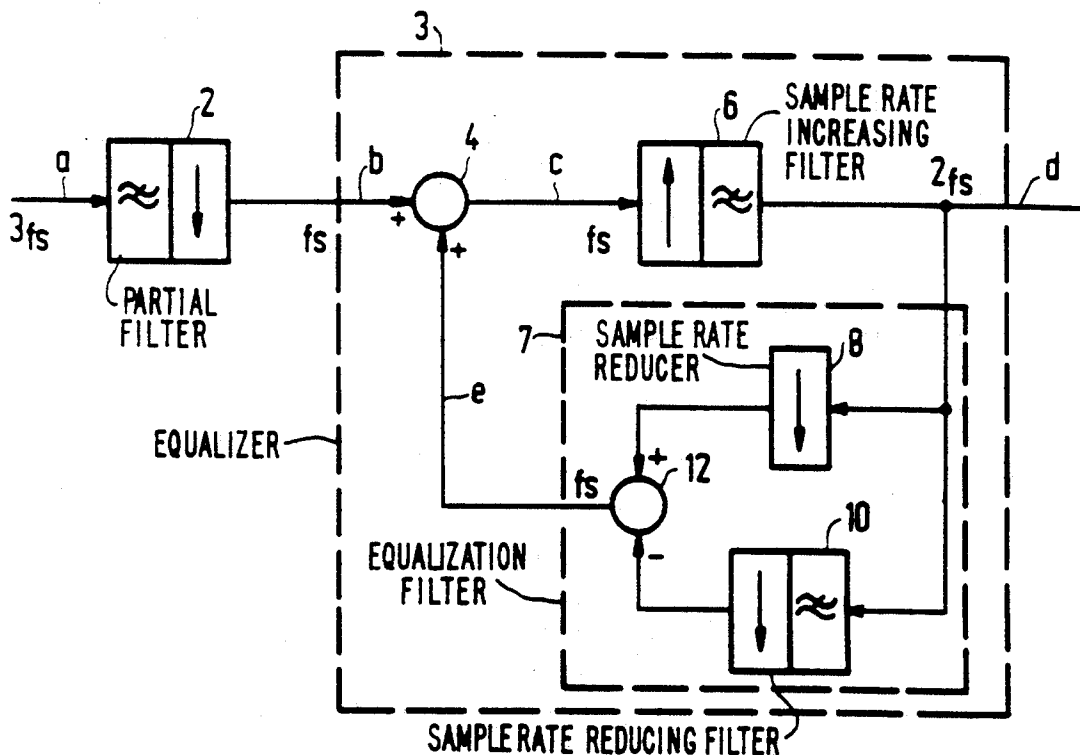 3
2
6
SAMPLE RATE
INCREASING
FILTER
4
a
b
c
2fs
d
3fs
fs
+
+
fs
PARTIAL
FILTER
7
SAMPLE RATE
REDUCER
8
e
EQUALIZER
+
12
fs
10
-
EQUALIZATION
FILTER
SAMPLE RATE REDUCING FILTER